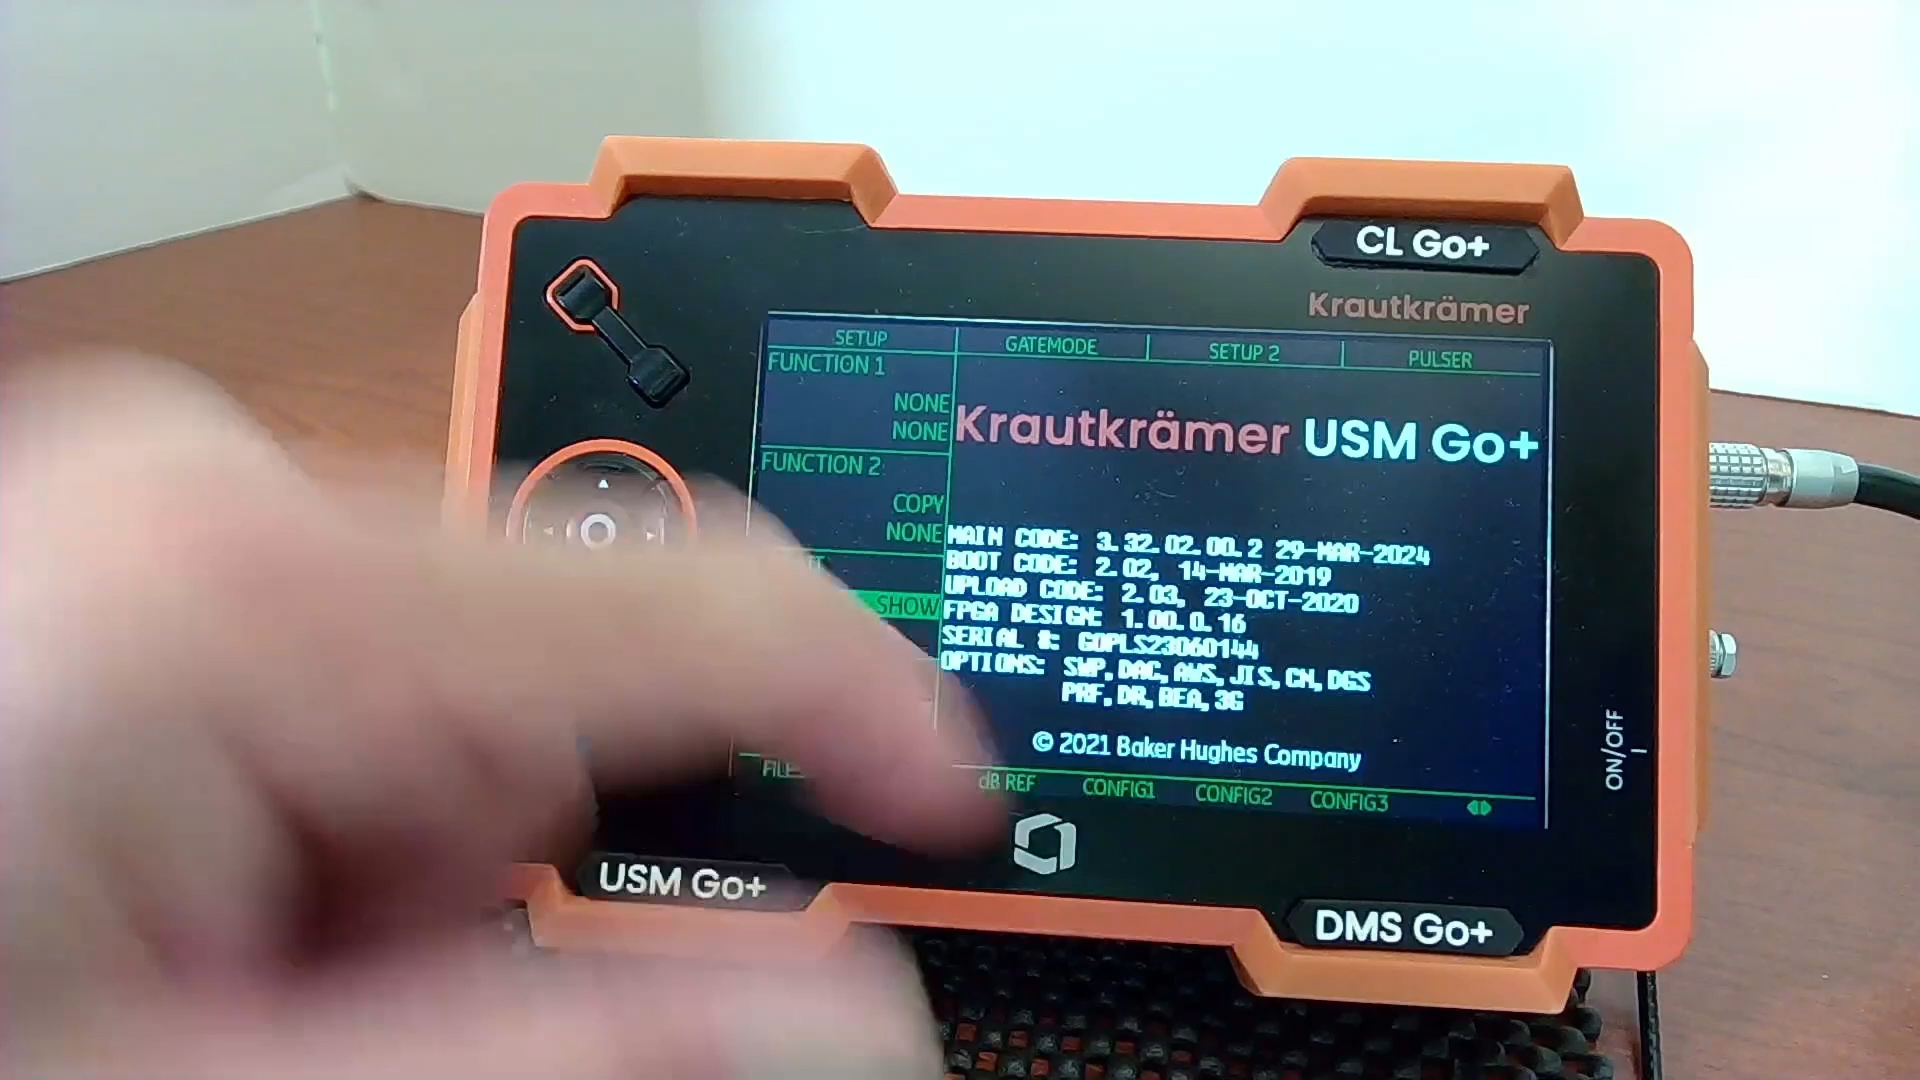 CL Go+
Krautkrämer
SETUP GATEMODE SETUP 2 PULSER
FUNCTION 1
NONE
NONE
Krautkrämer USM Go+
FUNCTION 2
COPY
NONE
MAIN CODE: 3.32.02.00.2 29-MAR-2024
BOOT CODE: 2.02, 14-MAR-2019
UPLOAD CODE: 2.03, 23-OCT-2020
SHOW
FPGA DESIGN: 1.00.0.16
SERIAL #: GOPLS23060144
OPTIONS: SWP,DAC,AWS,JIS,CN,DGS
PRF,DR,BEA,3G
© 2021 Baker Hughes Company
ON/OFF
FILE dB REF CONFIG1 CONFIG2 CONFIG3
USM Go+
DMS Go+